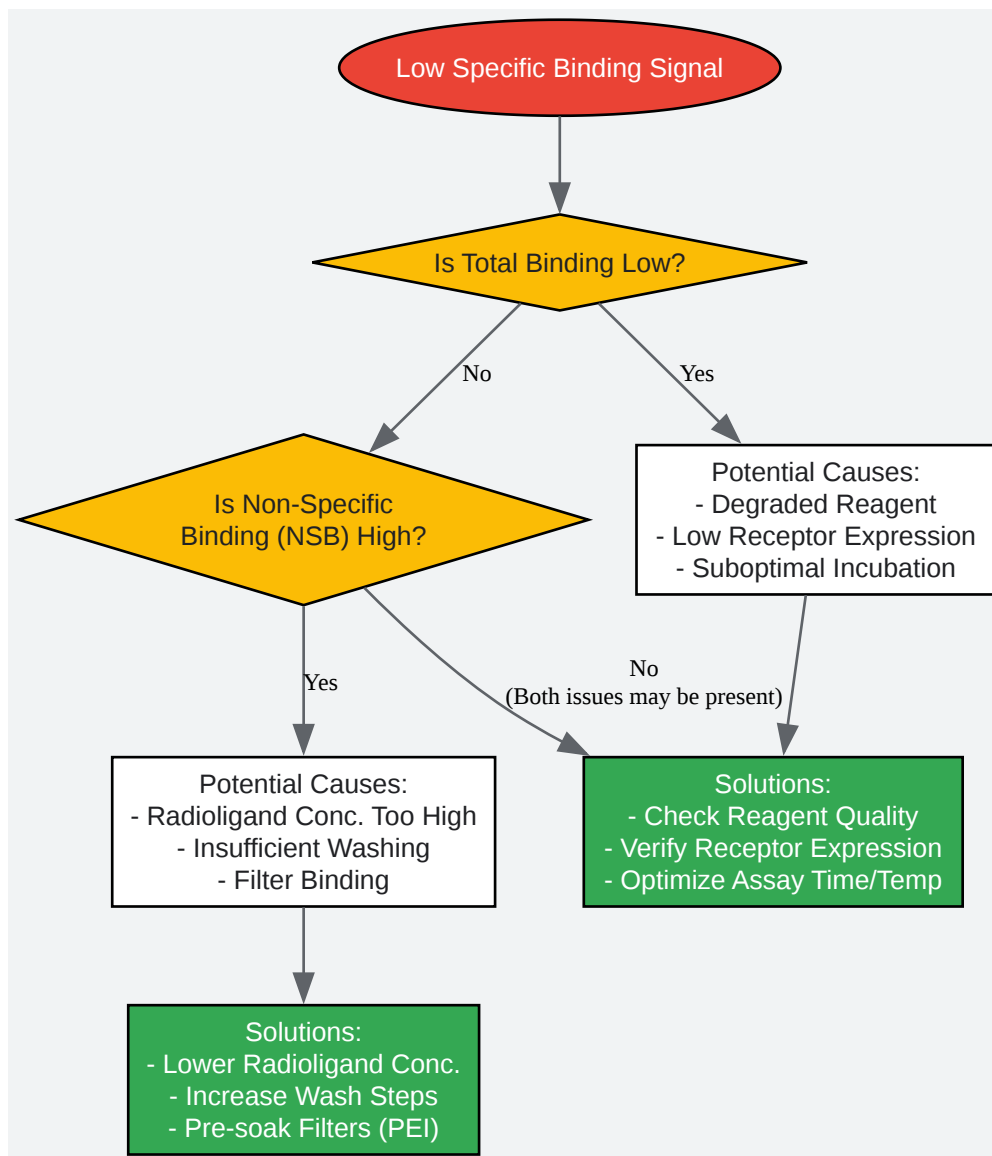 Low Specific Binding Signal
Is Total Binding Low?
No
Yes
Is Non-Specific
Binding (NSB) High?
Potential Causes:
- Degraded Reagent
- Low Receptor Expression
- Suboptimal Incubation
Yes
No
(Both issues may be present)
Potential Causes:
- Radioligand Conc. Too High
- Insufficient Washing
- Filter Binding
Solutions:
- Check Reagent Quality
- Verify Receptor Expression
- Optimize Assay Time/Temp
Solutions:
- Lower Radioligand Conc.
- Increase Wash Steps
- Pre-soak Filters (PEI)